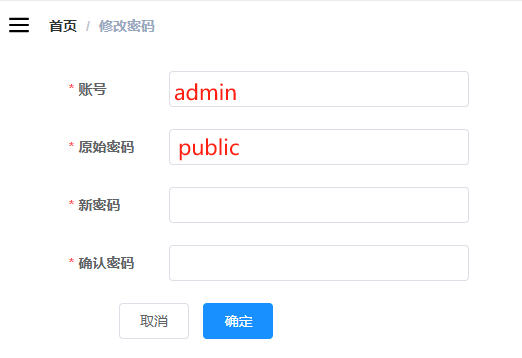 首页 / 修改密码
* 账号 admin
* 原始密码 public
* 新密码
* 确认密码
取消 确定